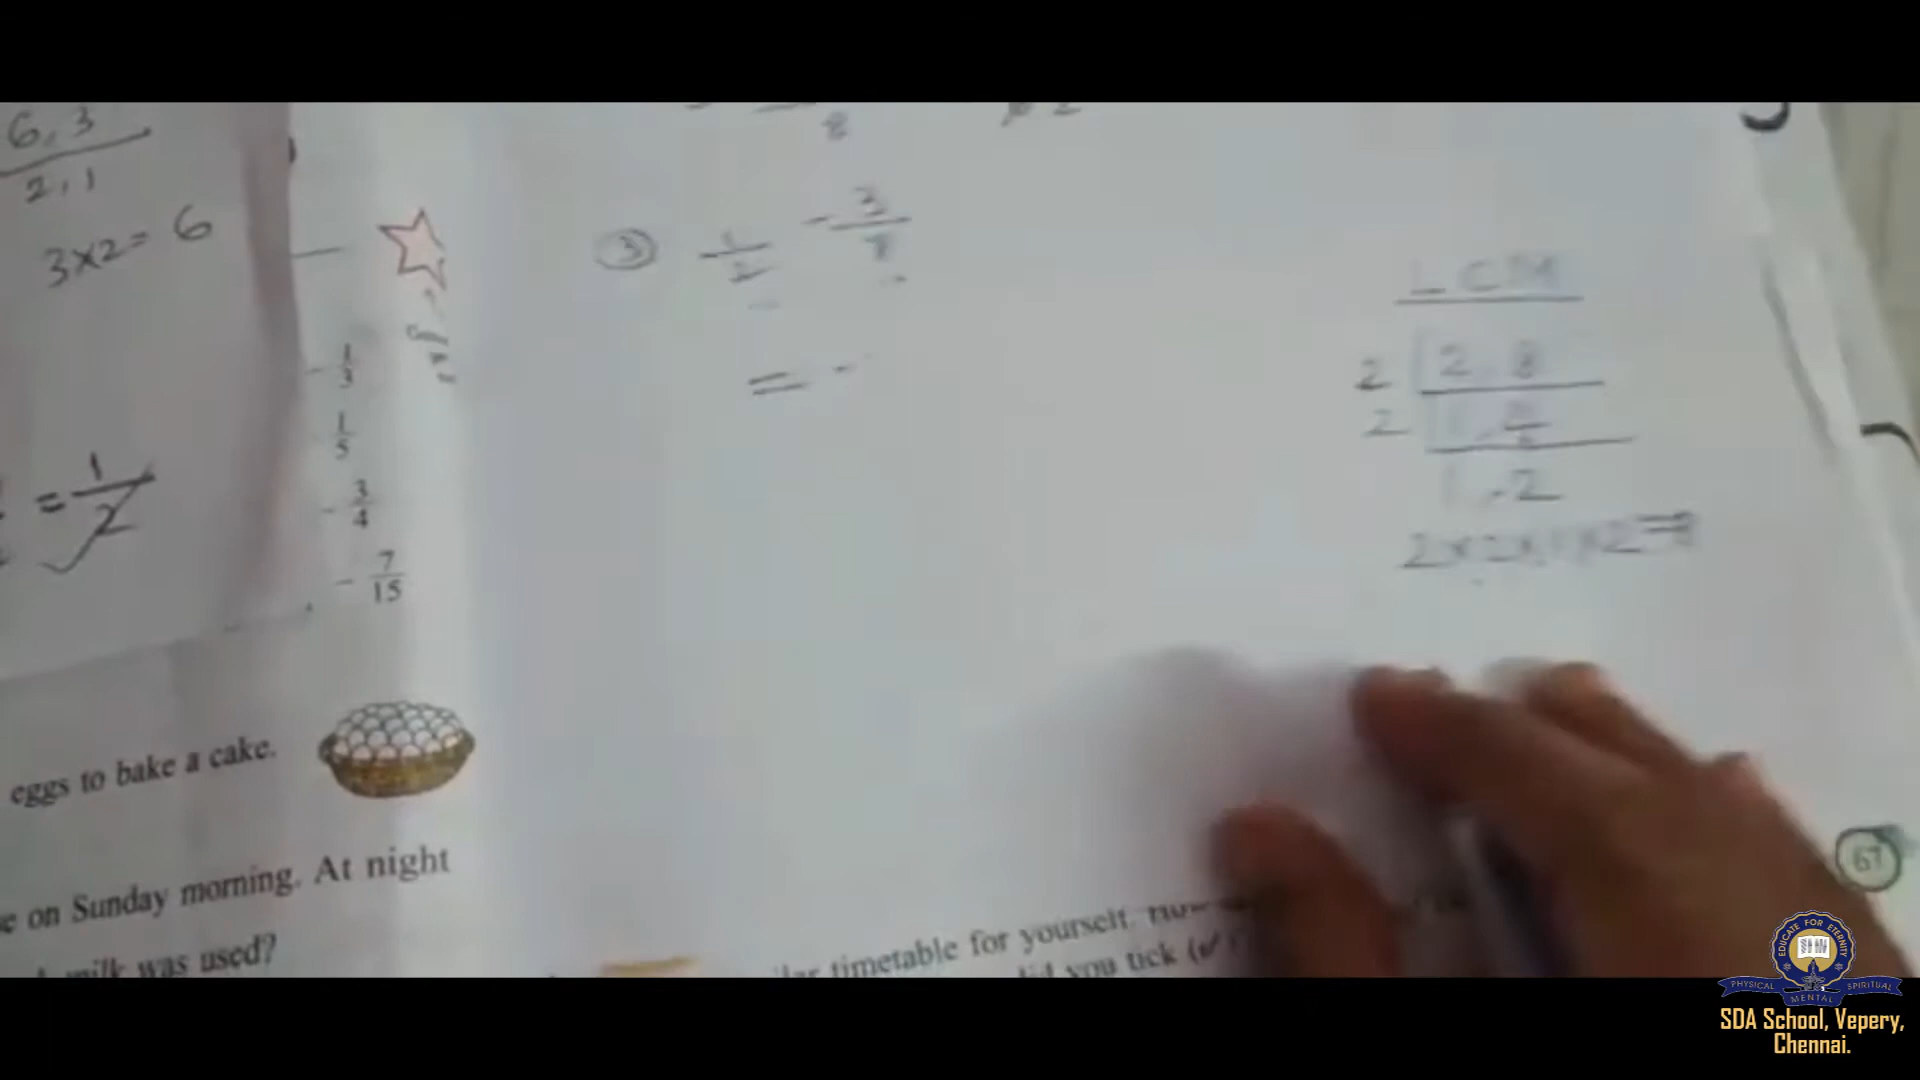 6, 3
2, 1
3x2= 6
= 1/2
- 1/5
- 3/4
- 7/15
eggs to bake a cake.
on Sunday morning. At night
milk was used?
8
③ 1/2 - 3/8
=
LCM
2 | 2, 8
2 | 1, 4
1, 2
2x2x1x2=8
timetable for yourself.
did you tick (✓
67
EDUCATE FOR ETERNITY
PHYSICAL MENTAL SPIRITUAL
SDA School, Vepery,
Chennai.